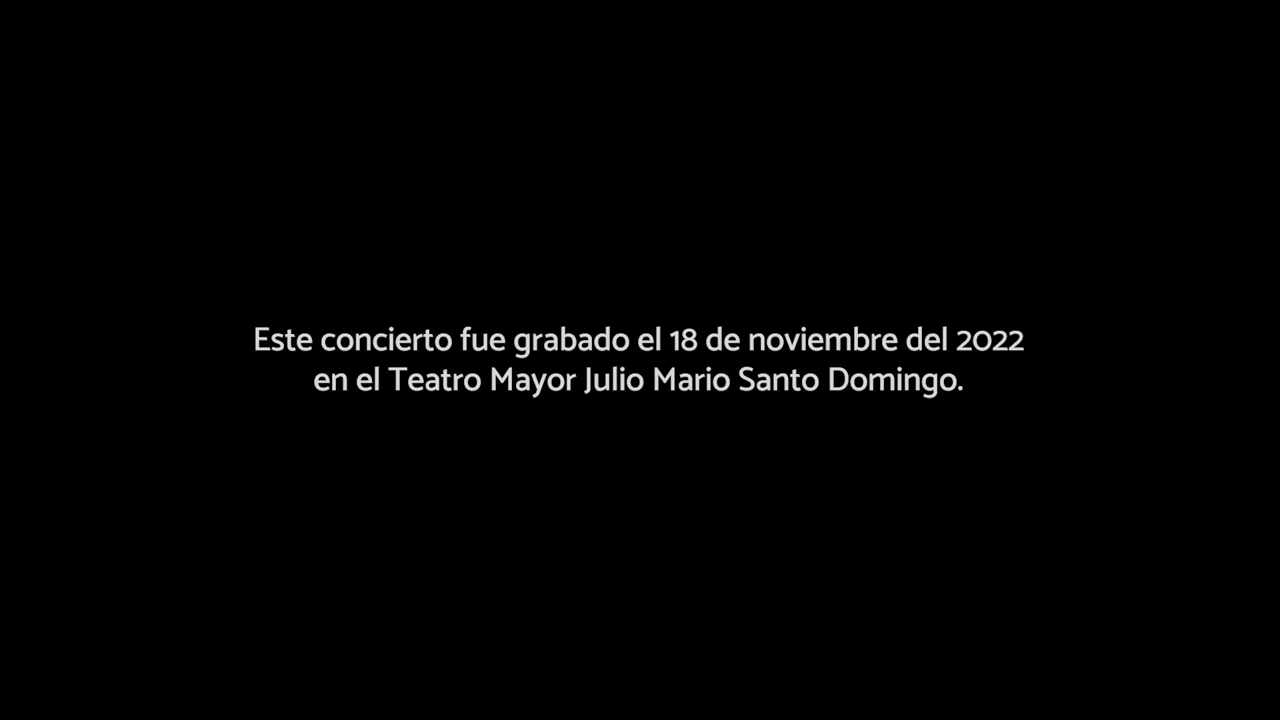 Este concierto fue grabado el 18 de noviembre del 2022
en el Teatro Mayor Julio Mario Santo Domingo.